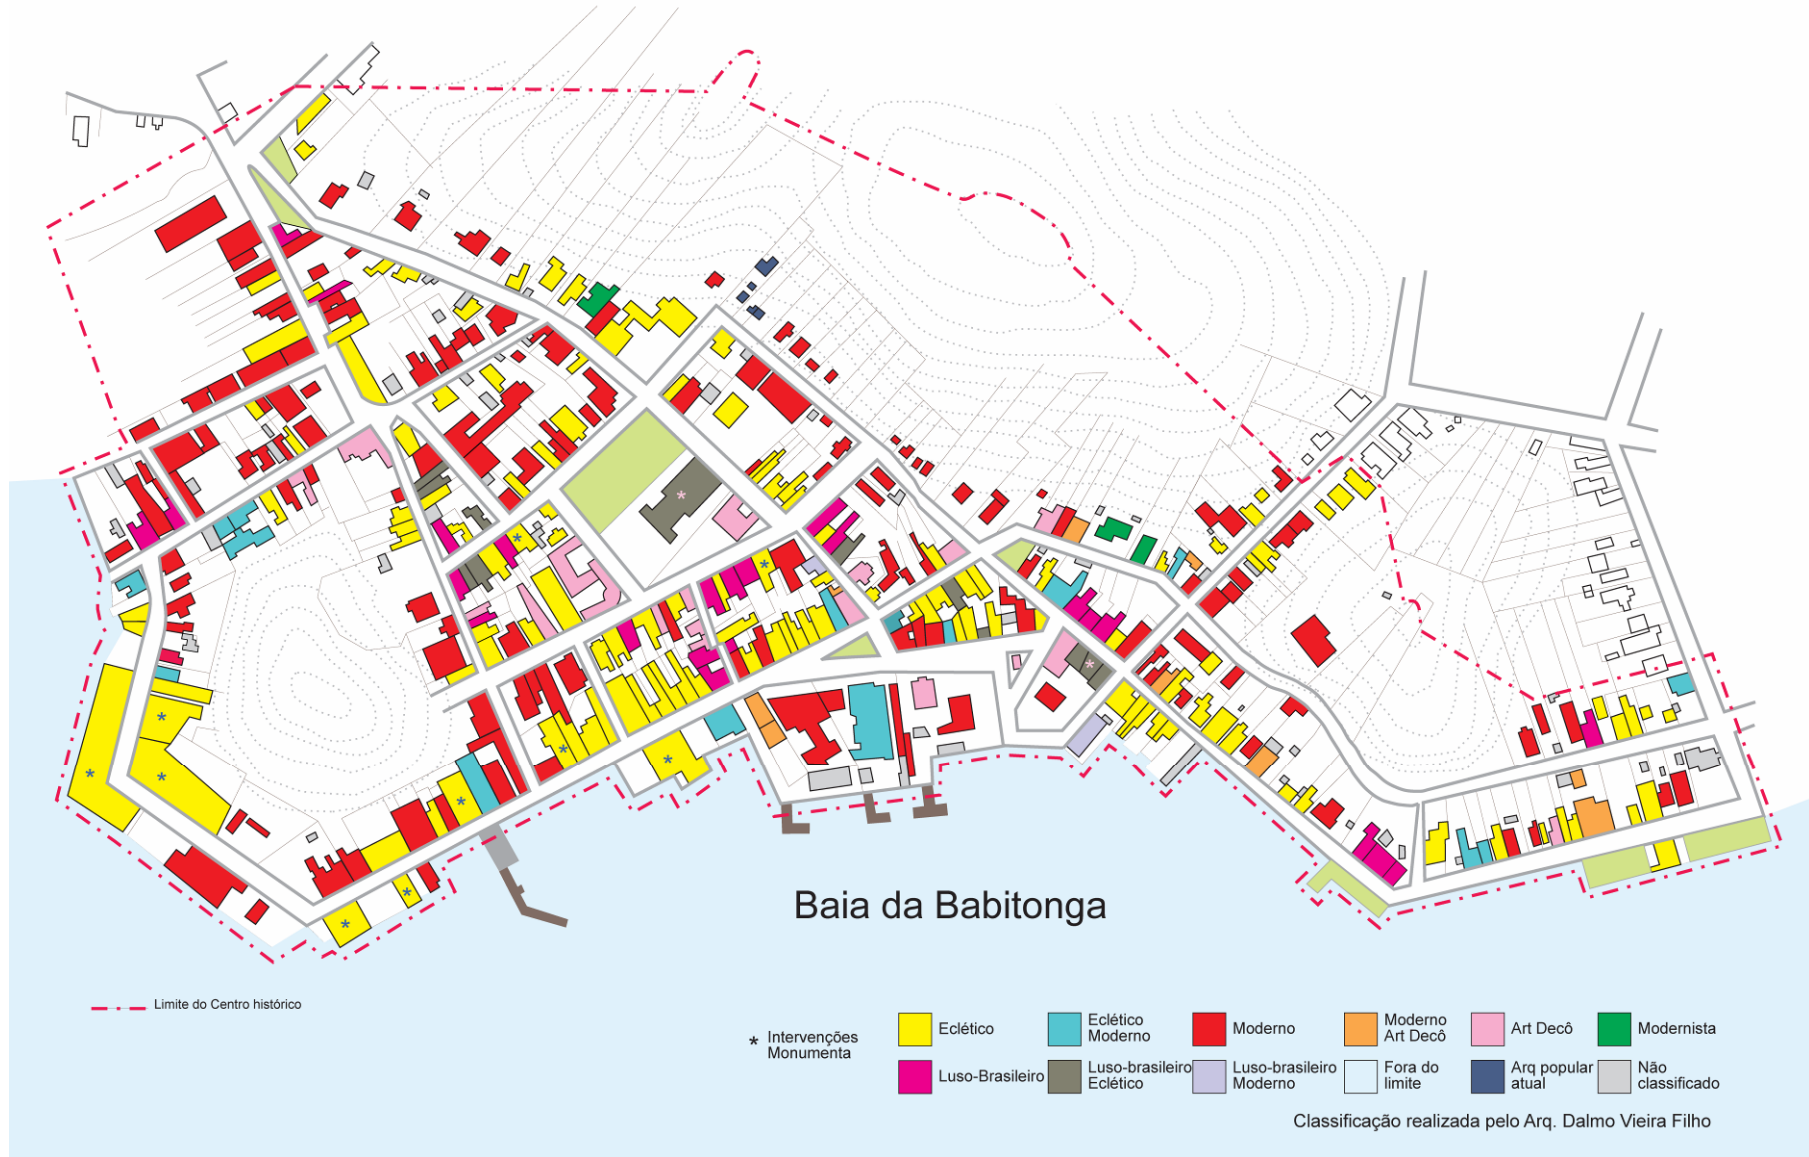 Baia da Babitonga
Limite do Centro histórico
* Intervenções
Monumenta
Eclético
Eclético
Moderno
Moderno
Moderno
Art Decô
Art Decô
Modernista
Luso-Brasileiro
Luso-brasileiro
Eclético
Luso-brasileiro
Moderno
Fora do
limite
Arq popular
atual
Não
classificado
Classificação realizada pelo Arq. Dalmo Vieira Filho